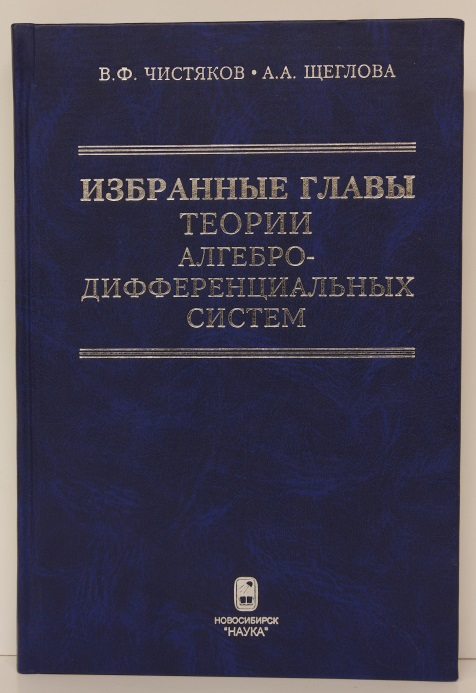 В.Ф. ЧИСТЯКОВ • А.А. ЩЕГЛОВА
ИЗБРАННЫЕ ГЛАВЫ
ТЕОРИИ
АЛГЕБРО-
ДИФФЕРЕНЦИАЛЬНЫХ
СИСТЕМ
НОВОСИБИРСК
"НАУКА"